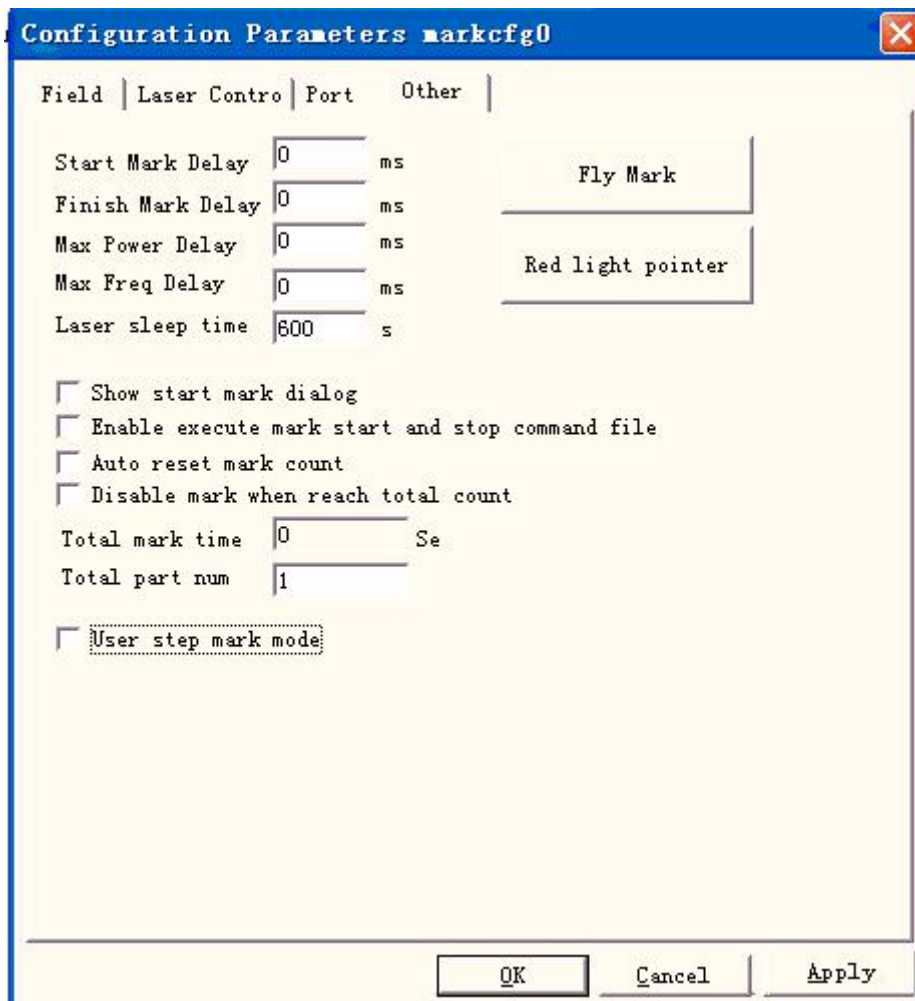 Configuration Parameters markcfg0
Field Laser Contro Port Other
Start Mark Delay 0 ms
Fly Mark
Finish Mark Delay 0 ms
Max Power Delay 0 ms
Red light pointer
Max Freq Delay 0 ms
Laser sleep time 600 s
Show start mark dialog
Enable execute mark start and stop command file
Auto reset mark count
Disable mark when reach total count
Total mark time 0 Se
Total part num 1
User step mark mode
OK Cancel Apply